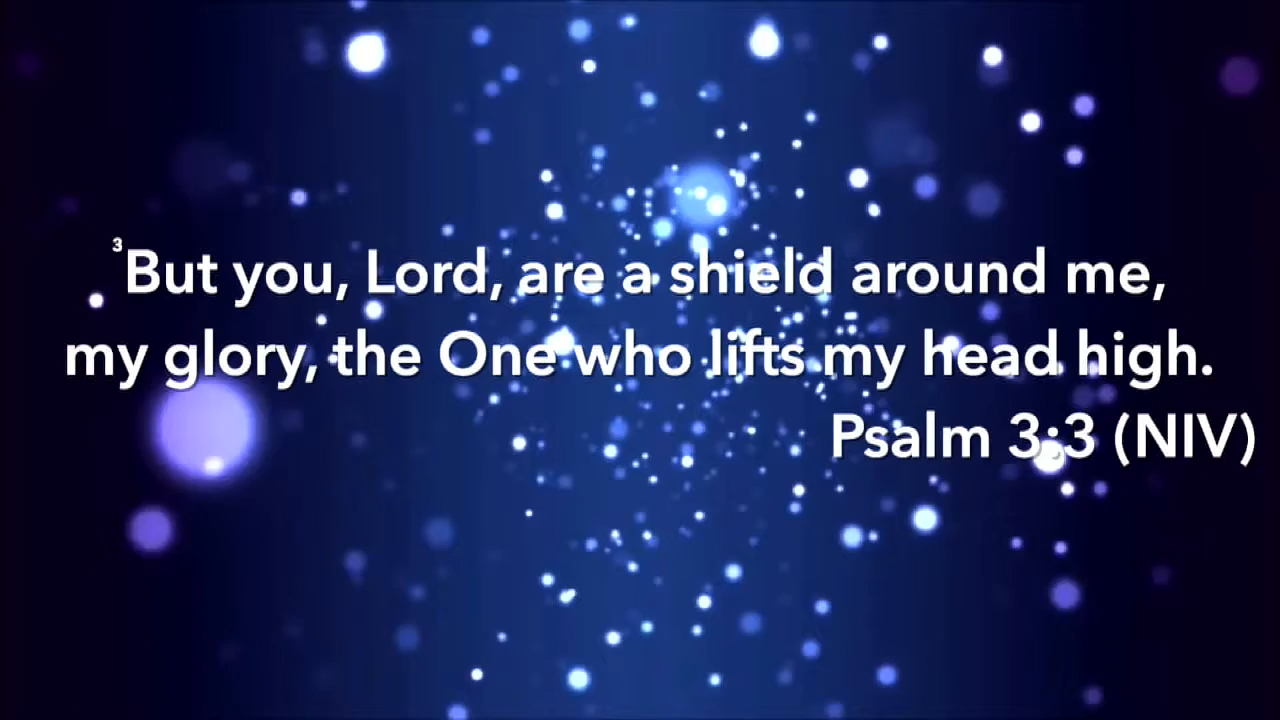 ³But you, Lord, are a shield around me,
my glory, the One who lifts my head high.
Psalm 3:3 (NIV)